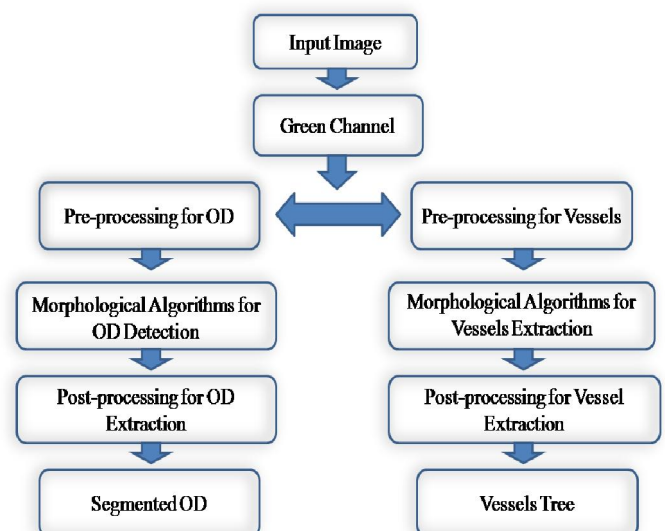 Input Image
Green Channel
Pre-processing for OD
Pre-processing for Vessels
Morphological Algorithms for
OD Detection
Morphological Algorithms for
Vessels Extraction
Post-processing for OD
Extraction
Post-processing for Vessel
Extraction
Segmented OD
Vessels Tree